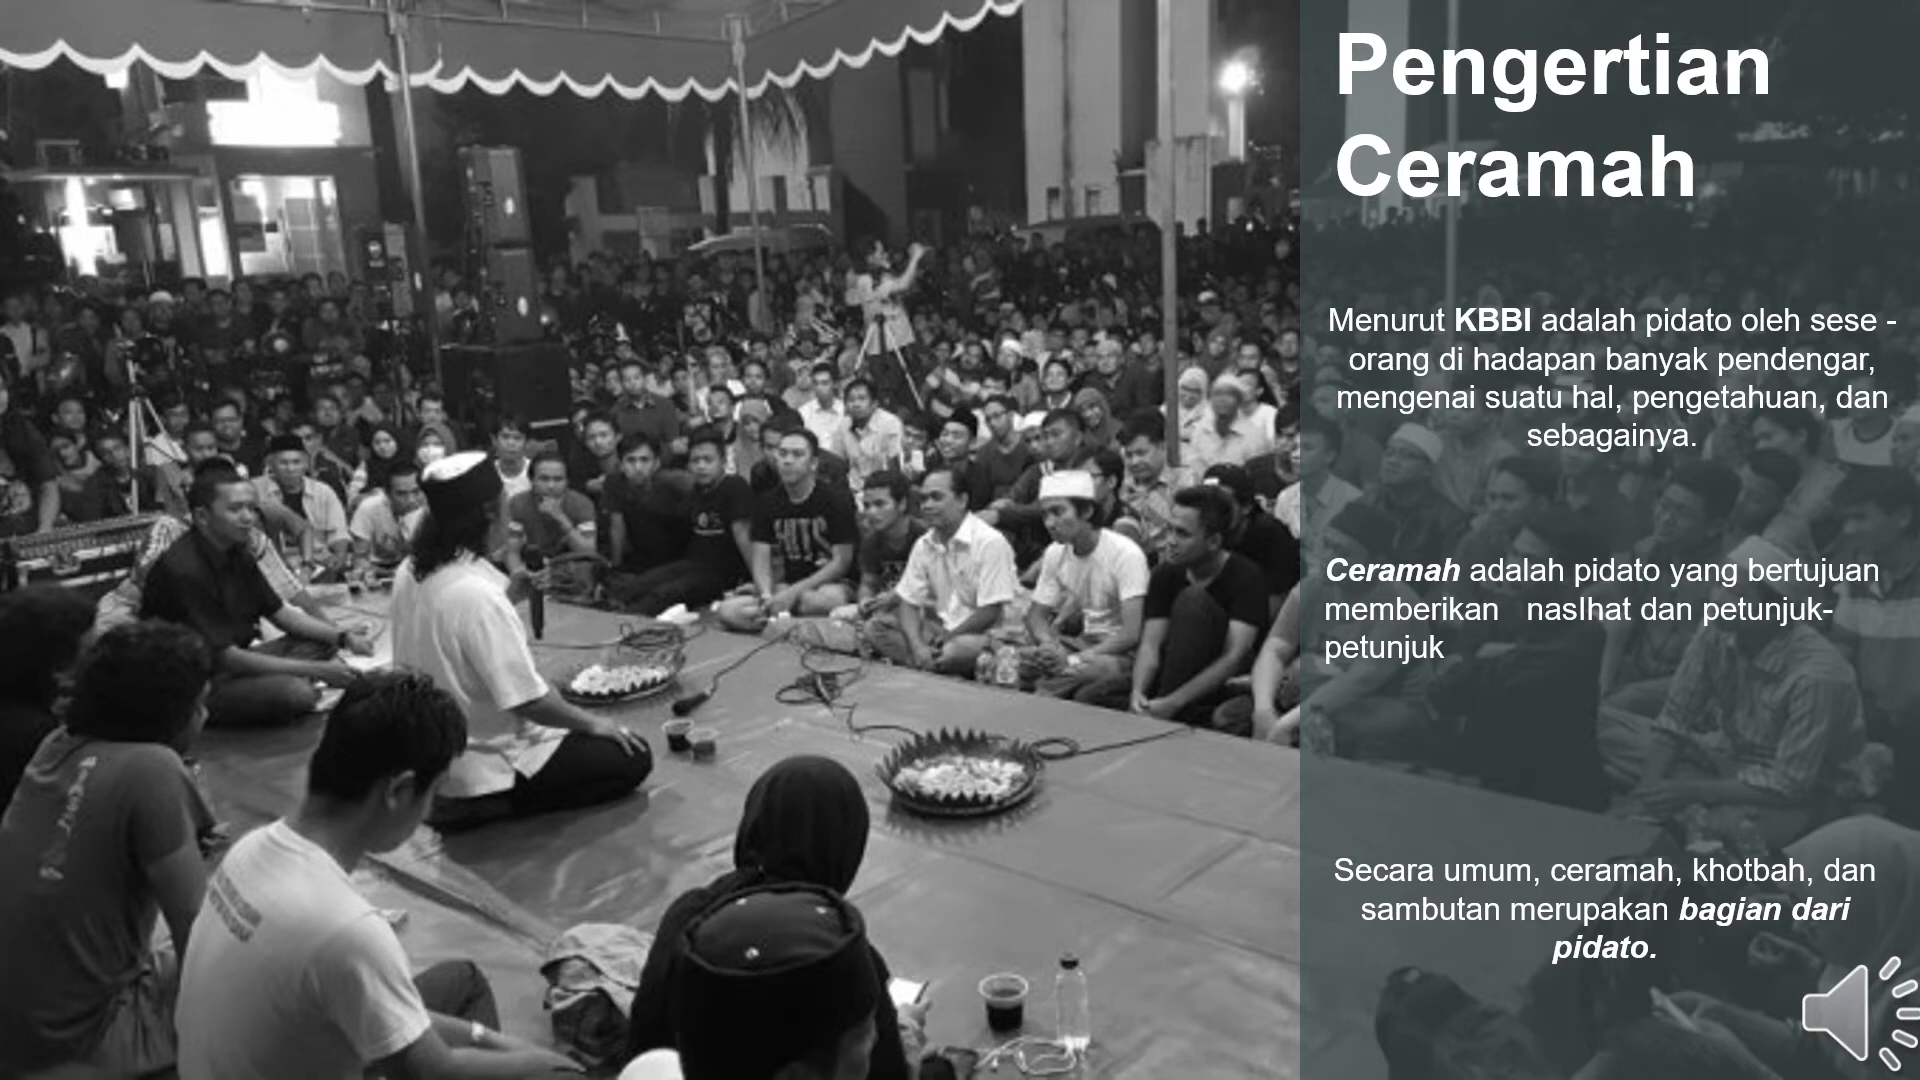 Pengertian
Ceramah
Menurut KBBI adalah pidato oleh sese -
orang di hadapan banyak pendengar,
mengenai suatu hal, pengetahuan, dan
sebagainya.
Ceramah adalah pidato yang bertujuan
memberikan nasIhat dan petunjuk-
petunjuk
Secara umum, ceramah, khotbah, dan
sambutan merupakan bagian dari
pidato.
HITS